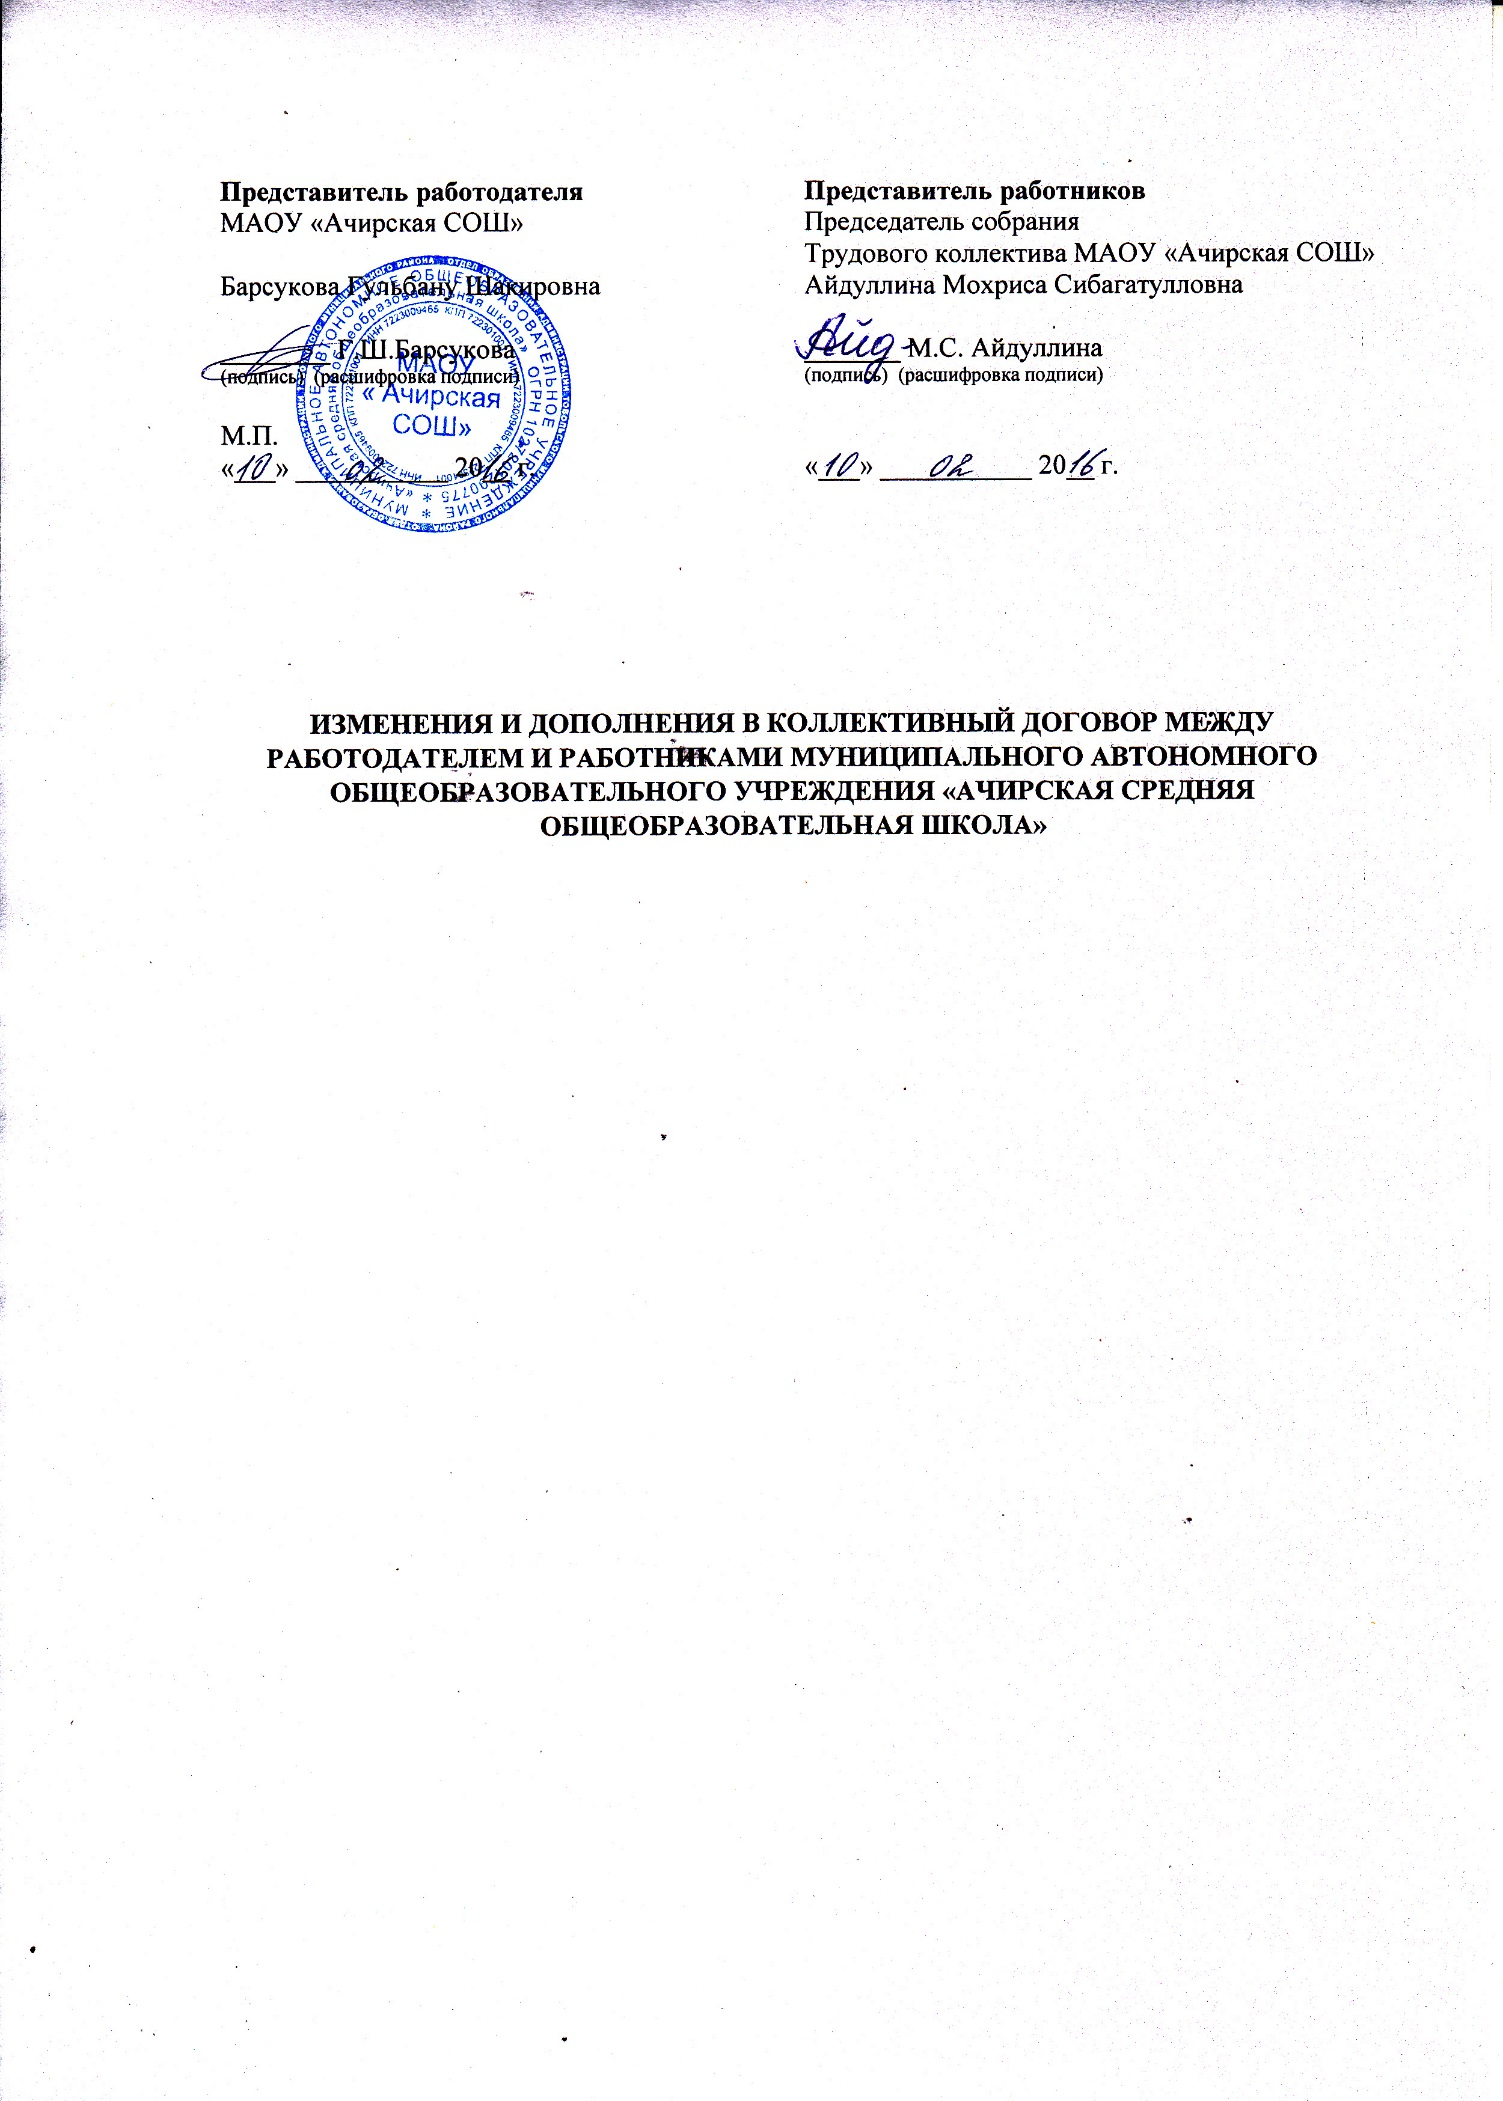 Представитель работодателя
МАОУ «Ачирская СОШ»
Барсукова Гульбану Шакировна
Г.Ш.Барсукова
(подпись) (расшифровка подписи)
М.П.
«10» 02 2016 г.
МАОУ
« Ачирская
СОШ»
Представитель работников
Председатель собрания
Трудового коллектива МАОУ «Ачирская СОШ»
Айдуллина Мохриса Сибагатулловна
Айд М.С. Айдуллина
(подпись) (расшифровка подписи)
«10» 02 2016 г.
ИЗМЕНЕНИЯ И ДОПОЛНЕНИЯ В КОЛЛЕКТИВНЫЙ ДОГОВОР МЕЖДУ
РАБОТОДАТЕЛЕМ И РАБОТНИКАМИ МУНИЦИПАЛЬНОГО АВТОНОМНОГО
ОБЩЕОБРАЗОВАТЕЛЬНОГО УЧРЕЖДЕНИЯ «АЧИРСКАЯ СРЕДНЯЯ
ОБЩЕОБРАЗОВАТЕЛЬНАЯ ШКОЛА»